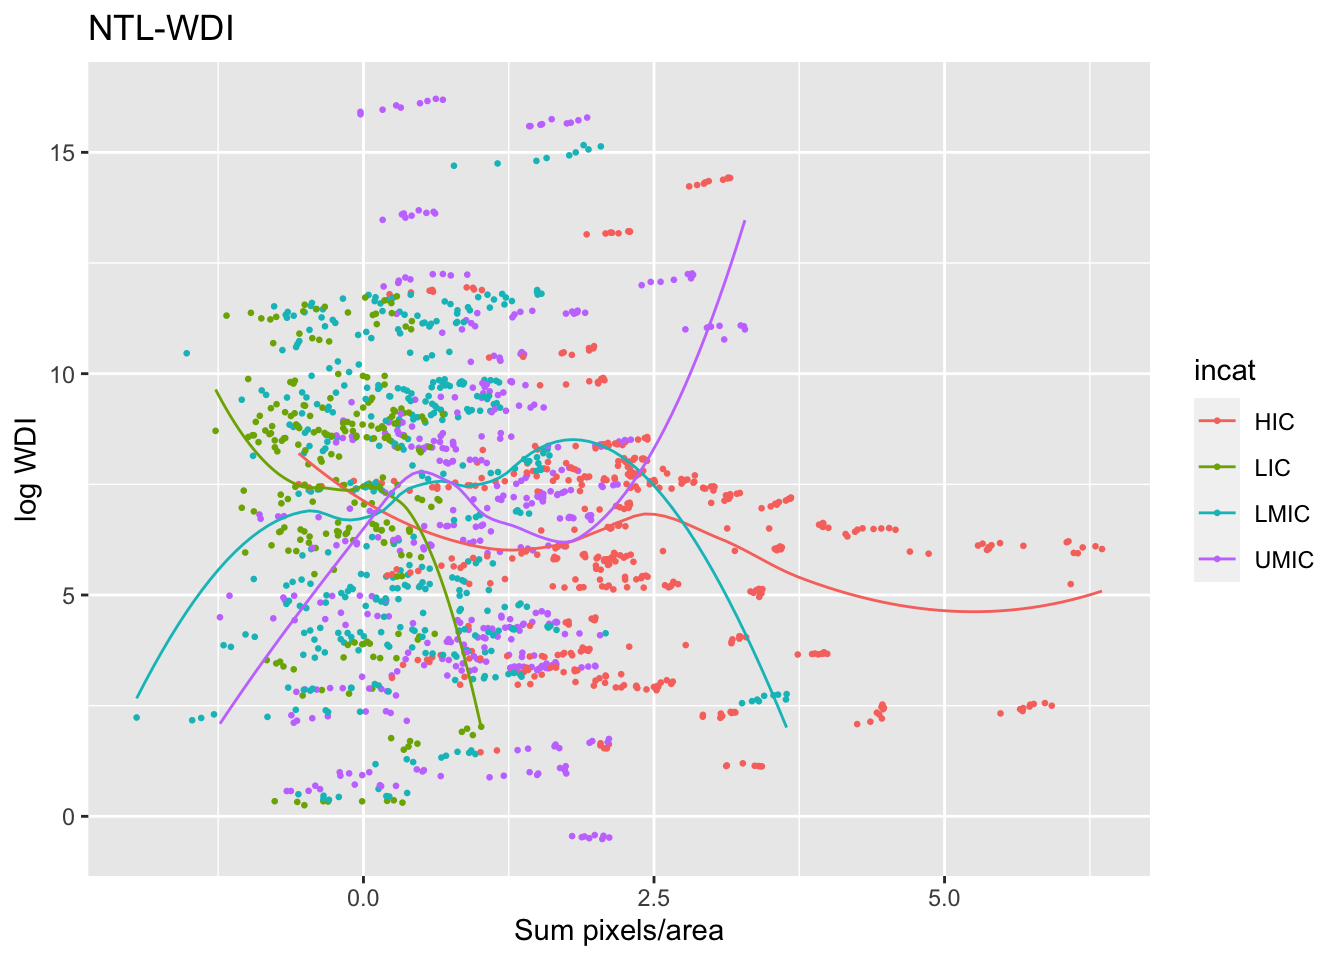 NTL-WDI
15
10
5
0
log WDI
0.0 2.5 5.0
Sum pixels/area
incat
HIC
LIC
LMIC
UMIC